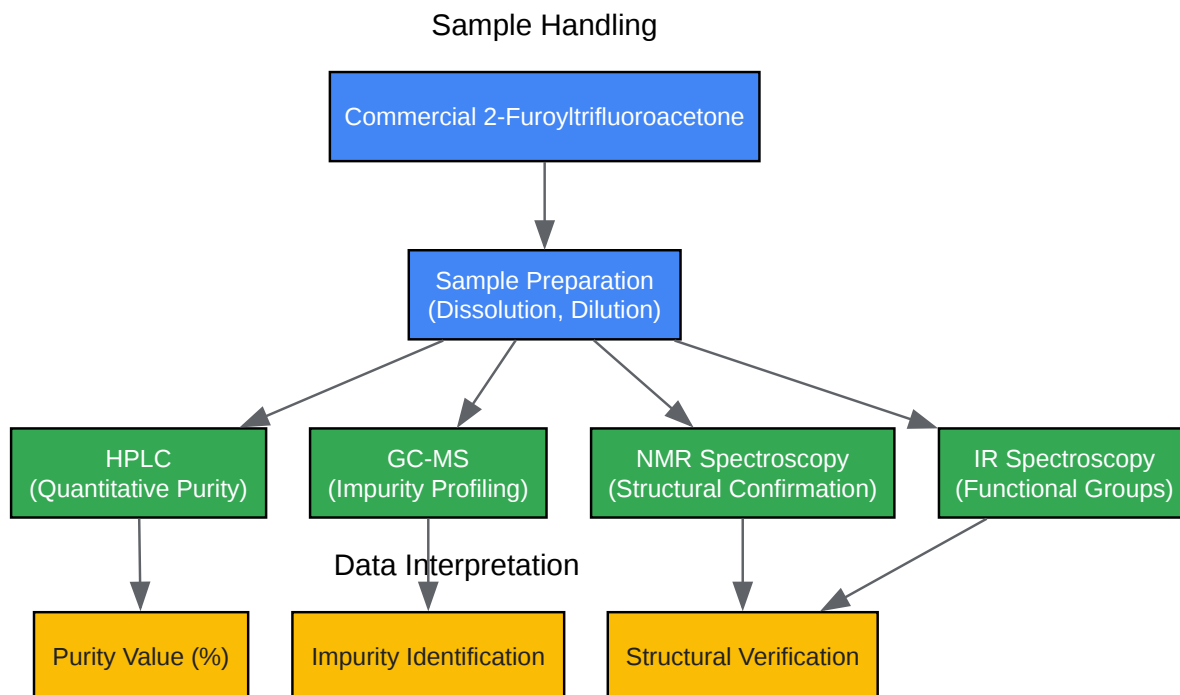 Sample Handling
Commercial 2-Furoyltrifluoroacetone
Sample Preparation
(Dissolution, Dilution)
HPLC
(Quantitative Purity)
GC-MS
(Impurity Profiling)
NMR Spectroscopy
(Structural Confirmation)
IR Spectroscopy
(Functional Groups)
Data Interpretation
Purity Value (%)
Impurity Identification
Structural Verification